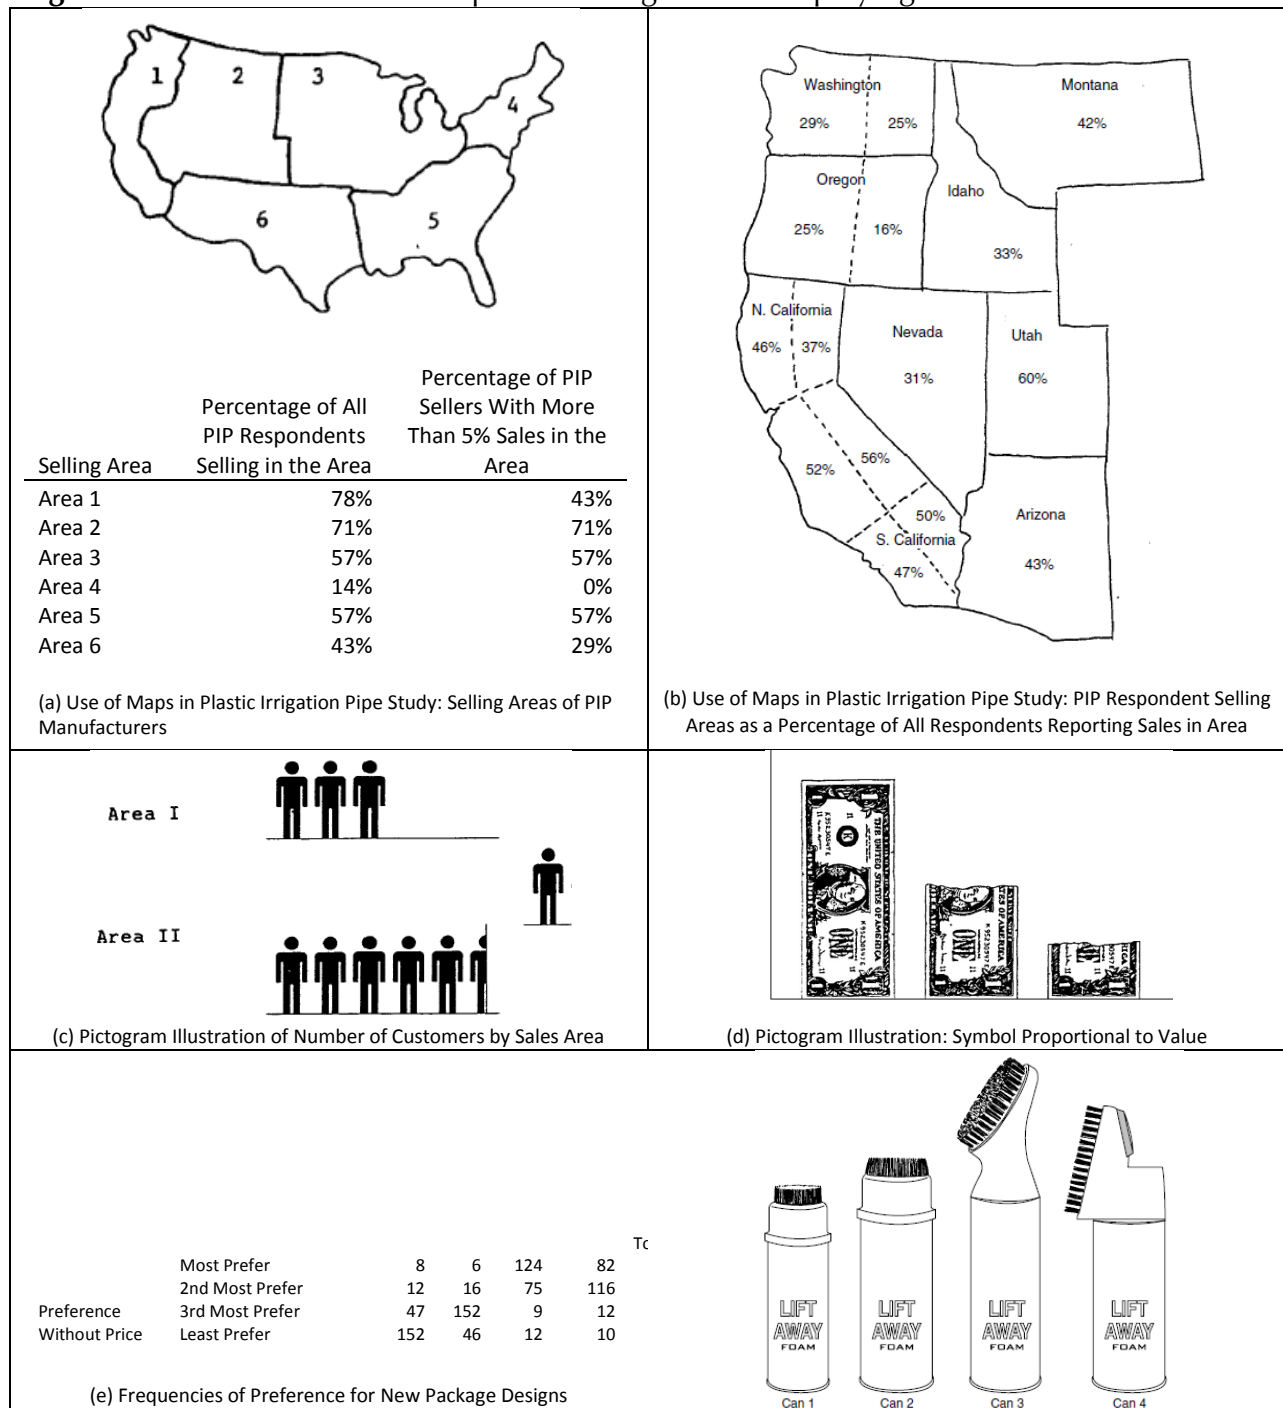 1
2
3
4
6
5
Percentage of All PIP Respondents Selling in the Area
Percentage of PIP Sellers With More Than 5% Sales in the Area
Selling Area
Area 1 78% 43%
Area 2 71% 71%
Area 3 57% 57%
Area 4 14% 0%
Area 5 57% 57%
Area 6 43% 29%
(a) Use of Maps in Plastic Irrigation Pipe Study: Selling Areas of PIP
Manufacturers
Washington
Montana
29% 25%
42%
Oregon
Idaho
25% 16%
33%
N. California
46% 37%
Nevada
31%
Utah
60%
52% 56%
50%
S. California
47%
Arizona
43%
(b) Use of Maps in Plastic Irrigation Pipe Study: PIP Respondent Selling
Areas as a Percentage of All Respondents Reporting Sales in Area
Area I
Area II
(c) Pictogram Illustration of Number of Customers by Sales Area
THE UNITED STATES OF AMERICA
ONE
ONE
(d) Pictogram Illustration: Symbol Proportional to Value
Most Prefer 8 6 124 82
2nd Most Prefer 12 16 75 116
Preference 3rd Most Prefer 47 152 9 12
Without Price Least Prefer 152 46 12 10
(e) Frequencies of Preference for New Package Designs
LIFT AWAY FOAM
LIFT AWAY FOAM
LIFT AWAY FOAM
LIFT AWAY FOAM
Can 1 Can 2 Can 3 Can 4